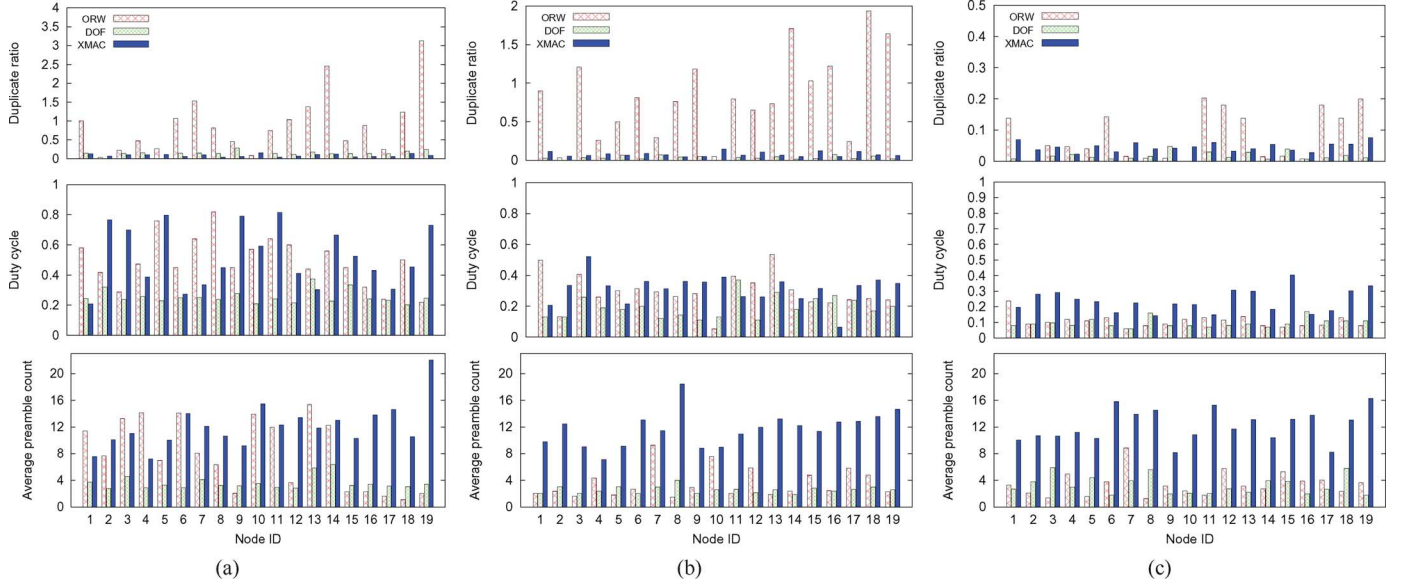 ORW
DOF
XMAC
Duplicate ratio
4
3.5
3
2.5
2
1.5
1
0.5
0
Duty cycle
1
0.8
0.6
0.4
0.2
0
Average preamble count
20
16
12
8
4
0
1 2 3 4 5 6 7 8 9 10 11 12 13 14 15 16 17 18 19
Node ID
(a)
ORW
DOF
XMAC
Duplicate ratio
2
1.5
1
0.5
0
Duty cycle
1
0.8
0.6
0.4
0.2
0
Average preamble count
20
16
12
8
4
0
1 2 3 4 5 6 7 8 9 10 11 12 13 14 15 16 17 18 19
Node ID
(b)
ORW
DOF
XMAC
Duplicate ratio
0.5
0.4
0.3
0.2
0.1
0
Duty cycle
1
0.8
0.6
0.4
0.2
0.1
0
Average preamble count
20
16
12
8
4
0
1 2 3 4 5 6 7 8 9 10 11 12 13 14 15 16 17 18 19
Node ID
(c)